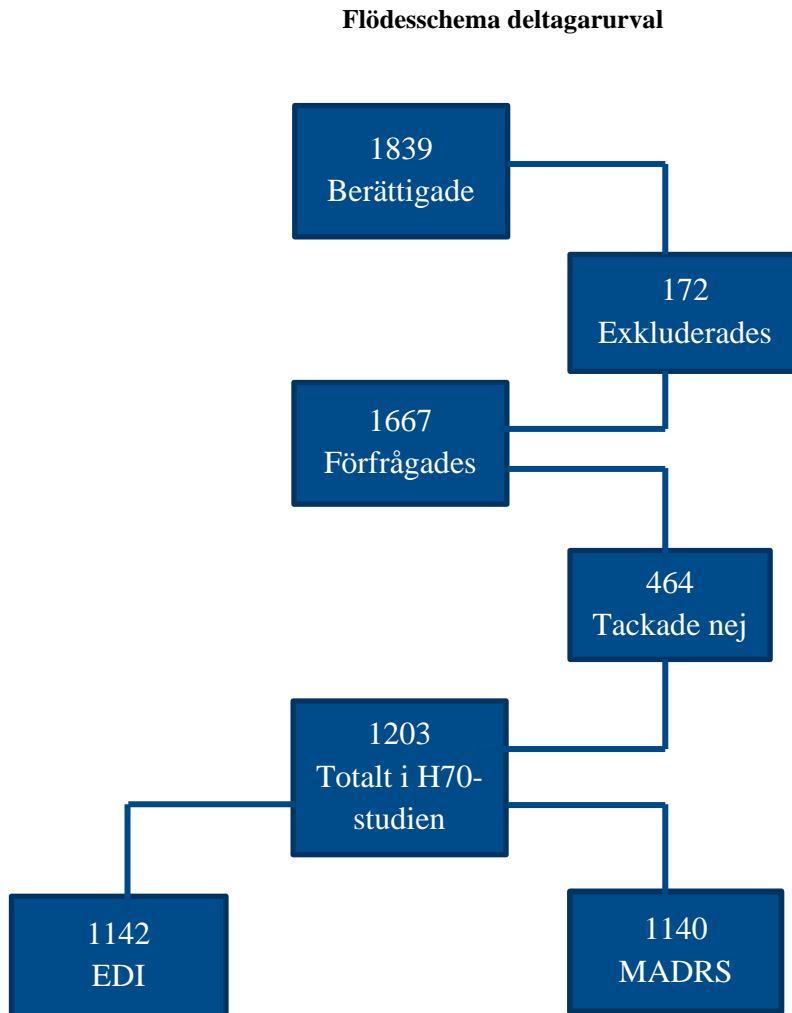 Flödesschema deltagarurval
1839
Berättigade
172
Exkluderades
1667
Förfrågades
464
Tackade nej
1203
Totalt i H70-
studien
1142
EDI
1140
MADRS